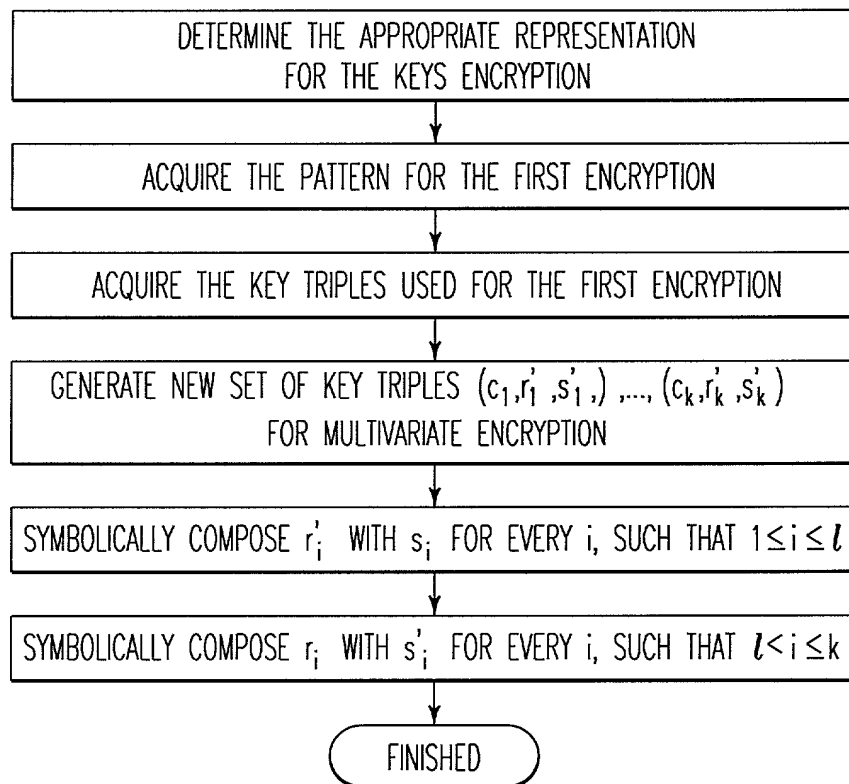 DETERMINE THE APPROPRIATE REPRESENTATION
FOR THE KEYS ENCRYPTION
ACQUIRE THE PATTERN FOR THE FIRST ENCRYPTION
ACQUIRE THE KEY TRIPLES USED FOR THE FIRST ENCRYPTION
GENERATE NEW SET OF KEY TRIPLES (c₁,r'₁,s'₁,),...,(cₖ,r'ₖ,s'ₖ)
FOR MULTIVARIATE ENCRYPTION
SYMBOLICALLY COMPOSE r'ᵢ WITH sᵢ FOR EVERY i, SUCH THAT 1≤i≤l
SYMBOLICALLY COMPOSE rᵢ WITH s'ᵢ FOR EVERY i, SUCH THAT l<i≤k
FINISHED